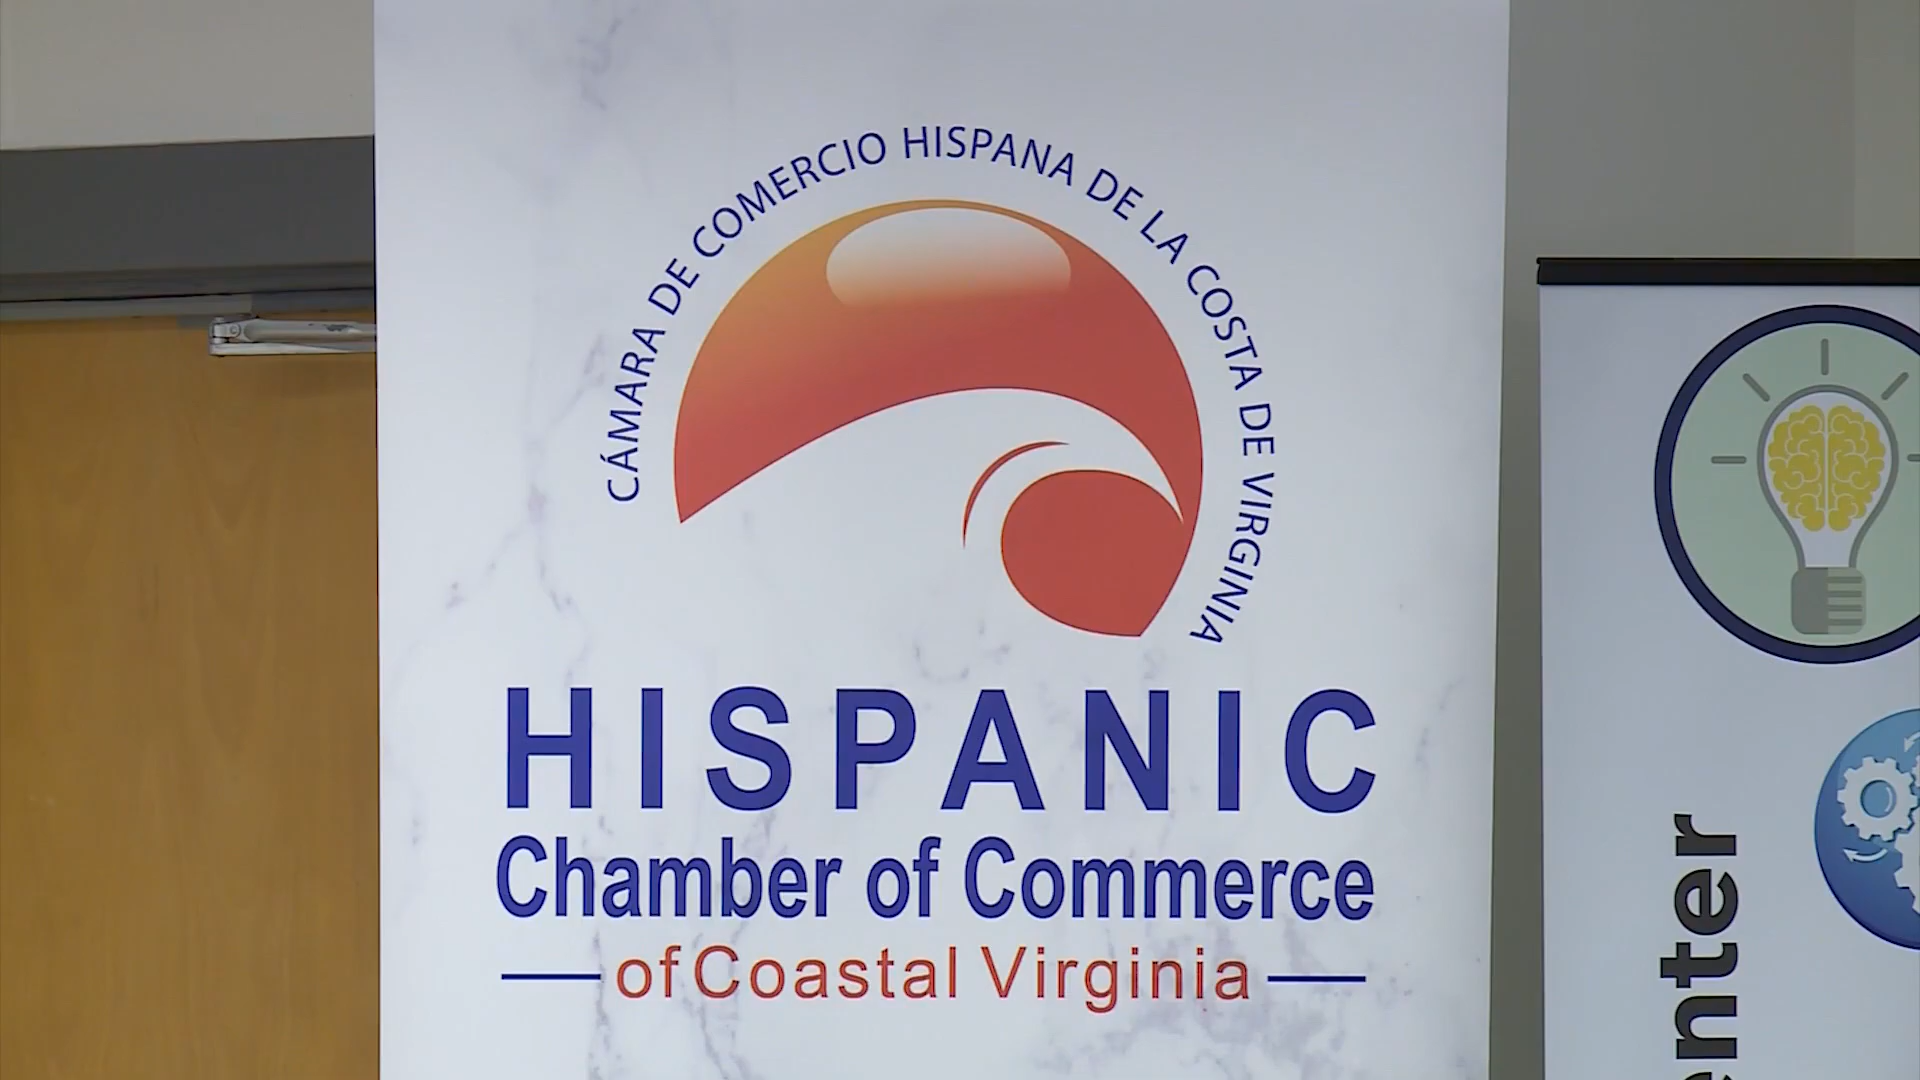 CÁMARA DE COMERCIO HISPANA DE LA COSTA DE VIRGINIA
HISPANIC
Chamber of Commerce
of Coastal Virginia
enter